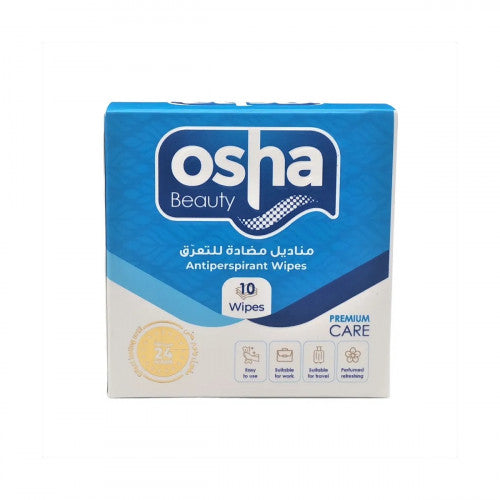 osha
Beauty
مناديل مضادة للتعرّق
Antiperspirant Wipes
10
Wipes
PREMIUM
CARE
24
Easy
to use
Suitable
for work
Suitable
for travel
Perfumed
refreshing